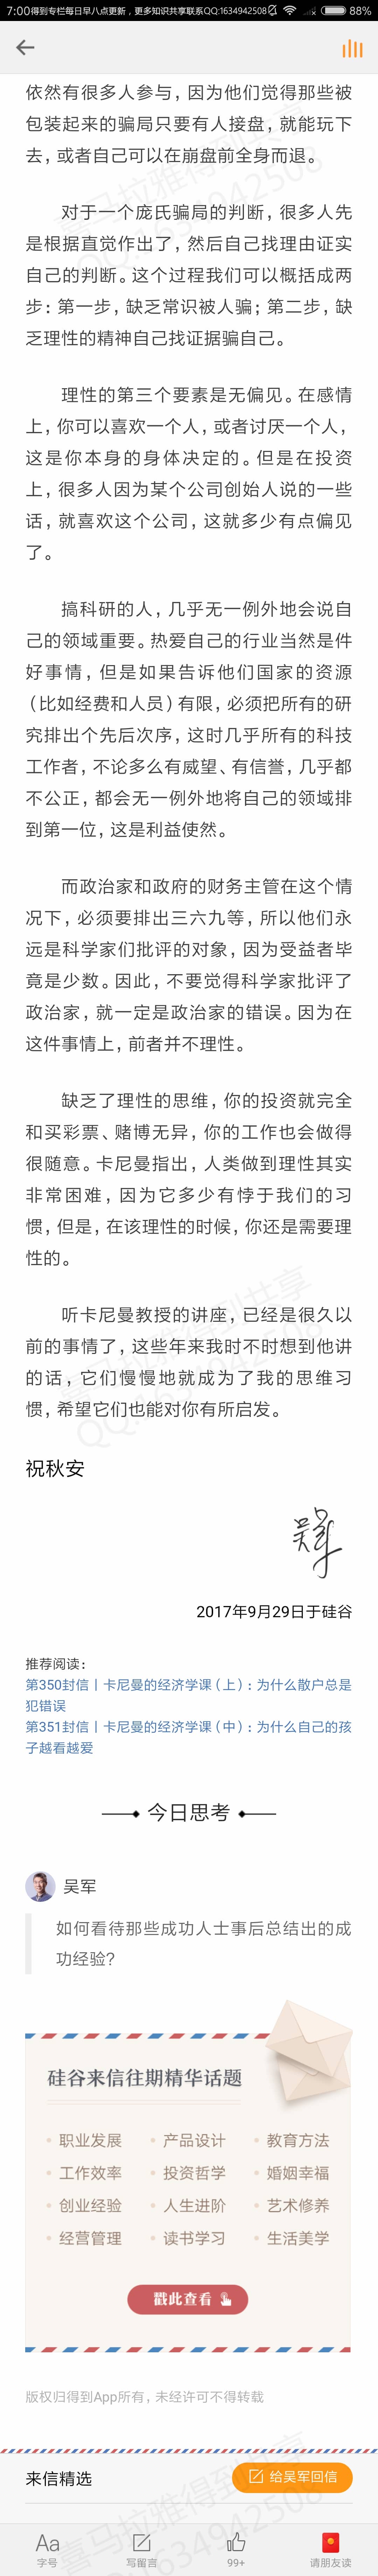 7:00得到专栏每日早八点更新，更多知识共享联系QQ:1634942508 88%
依然有很多人参与，因为他们觉得那些被
包装起来的骗局只要有人接盘，就能玩下
去，或者自己可以在崩盘前全身而退。
对于一个庞氏骗局的判断，很多人先
是根据直觉作出了，然后自己找理由证实
自己的判断。这个过程我们可以概括成两
步：第一步，缺乏常识被人骗；第二步，缺
乏理性的精神自己找证据骗自己。
理性的第三个要素是无偏见。在感情
上，你可以喜欢一个人，或者讨厌一个人，
这是你本身的身体决定的。但是在投资
上，很多人因为某个公司创始人说的一些
话，就喜欢这个公司，这就多少有点偏见
了。
搞科研的人，几乎无一例外地会说自
己的领域重要。热爱自己的行业当然是件
好事情，但是如果告诉他们国家的资源
（比如经费和人员）有限，必须把所有的研
究排出个先后次序，这时几乎所有的科技
工作者，不论多么有威望、有信誉，几乎都
不公正，都会无一例外地将自己的领域排
到第一位，这是利益使然。
而政治家和政府的财务主管在这个情
况下，必须要排出三六九等，所以他们永
远是科学家们批评的对象，因为受益者毕
竟是少数。因此，不要觉得科学家批评了
政治家，就一定是政治家的错误。因为在
这件事情上，前者并不理性。
缺乏了理性的思维，你的投资就完全
和买彩票、赌博无异，你的工作也会做得
很随意。卡尼曼指出，人类做到理性其实
非常困难，因为它多少有悖于我们的习
惯，但是，在该理性的时候，你还是需要理
性的。
听卡尼曼教授的讲座，已经是很久以
前的事情了，这些年来我时不时想到他讲
的话，它们慢慢地就成为了我的思维习
惯，希望它们也能对你有所启发。
祝秋安
吴军
2017年9月29日于硅谷
推荐阅读：
第350封信丨卡尼曼的经济学课（上）：为什么散户总是
犯错误
第351封信丨卡尼曼的经济学课（中）：为什么自己的孩
子越看越爱
今日思考
吴军
如何看待那些成功人士事后总结出的成
功经验？
硅谷来信往期精华话题
职业发展 产品设计 教育方法
工作效率 投资哲学 婚姻幸福
创业经验 人生进阶 艺术修养
经营管理 读书学习 生活美学
戳此查看
版权归得到App所有，未经许可不得转载
来信精选 给吴军回信
Aa
字号 写留言 99+ 请朋友读
喜马拉雅得到共享
QQ:1634942508
喜马拉雅得到共享
QQ:1634942508
喜马拉雅得到共享
QQ:1634942508